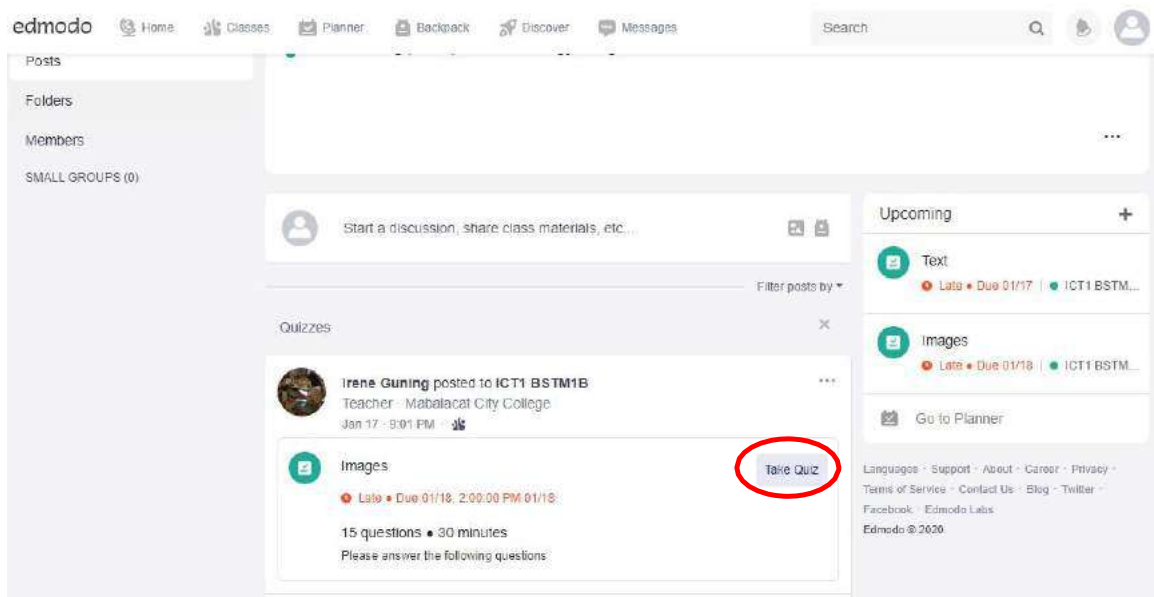 edmodo Home Classes Planner Backpack Discover Messages Search
Posts
Folders
Members
SMALL GROUPS (0)
Start a discussion, share class materials, etc...
Filter posts by
Quizzes
Irene Guning posted to ICT1 BSTM1B
Teacher · Mabalacat City College
Jan 17 · 9:01 PM ·
Images
Take Quiz
Late • Due 01/18, 2:00:00 PM 01/18
15 questions • 30 minutes
Please answer the following questions
Upcoming
Text
Late • Due 01/17 | • ICT1 BSTM...
Images
Late • Due 01/18 | • ICT1 BSTM...
Go to Planner
Languages · Support · About · Career · Privacy ·
Terms of Service · Contact Us · Blog · Twitter ·
Facebook · Edmodo Labs
Edmodo © 2020